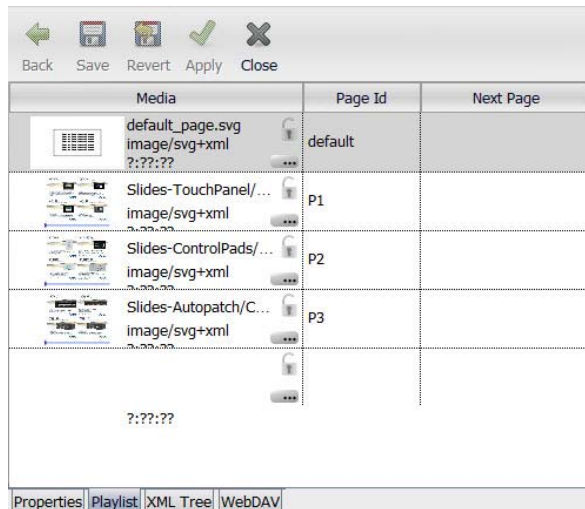 Back Save Revert Apply Close
Media Page Id Next Page
default_page.svg
image/svg+xml
?:??:??
default
Slides-TouchPanel/...
image/svg+xml
P1
Slides-ControlPads/...
image/svg+xml
P2
Slides-Autopatch/C...
image/svg+xml
P3
?:??:??
Properties Playlist XML Tree WebDAV